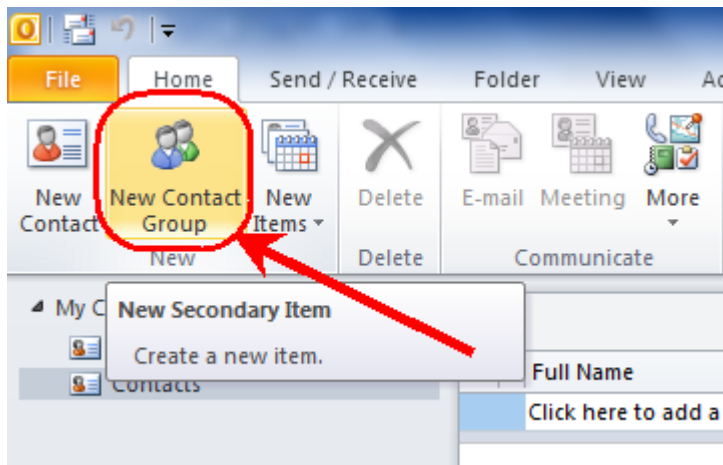 File Home Send / Receive Folder View
New Contact New Contact Group New Items Delete E-mail Meeting More
New Delete Communicate
My C
New Secondary Item
Create a new item.
Contacts
Full Name
Click here to add a